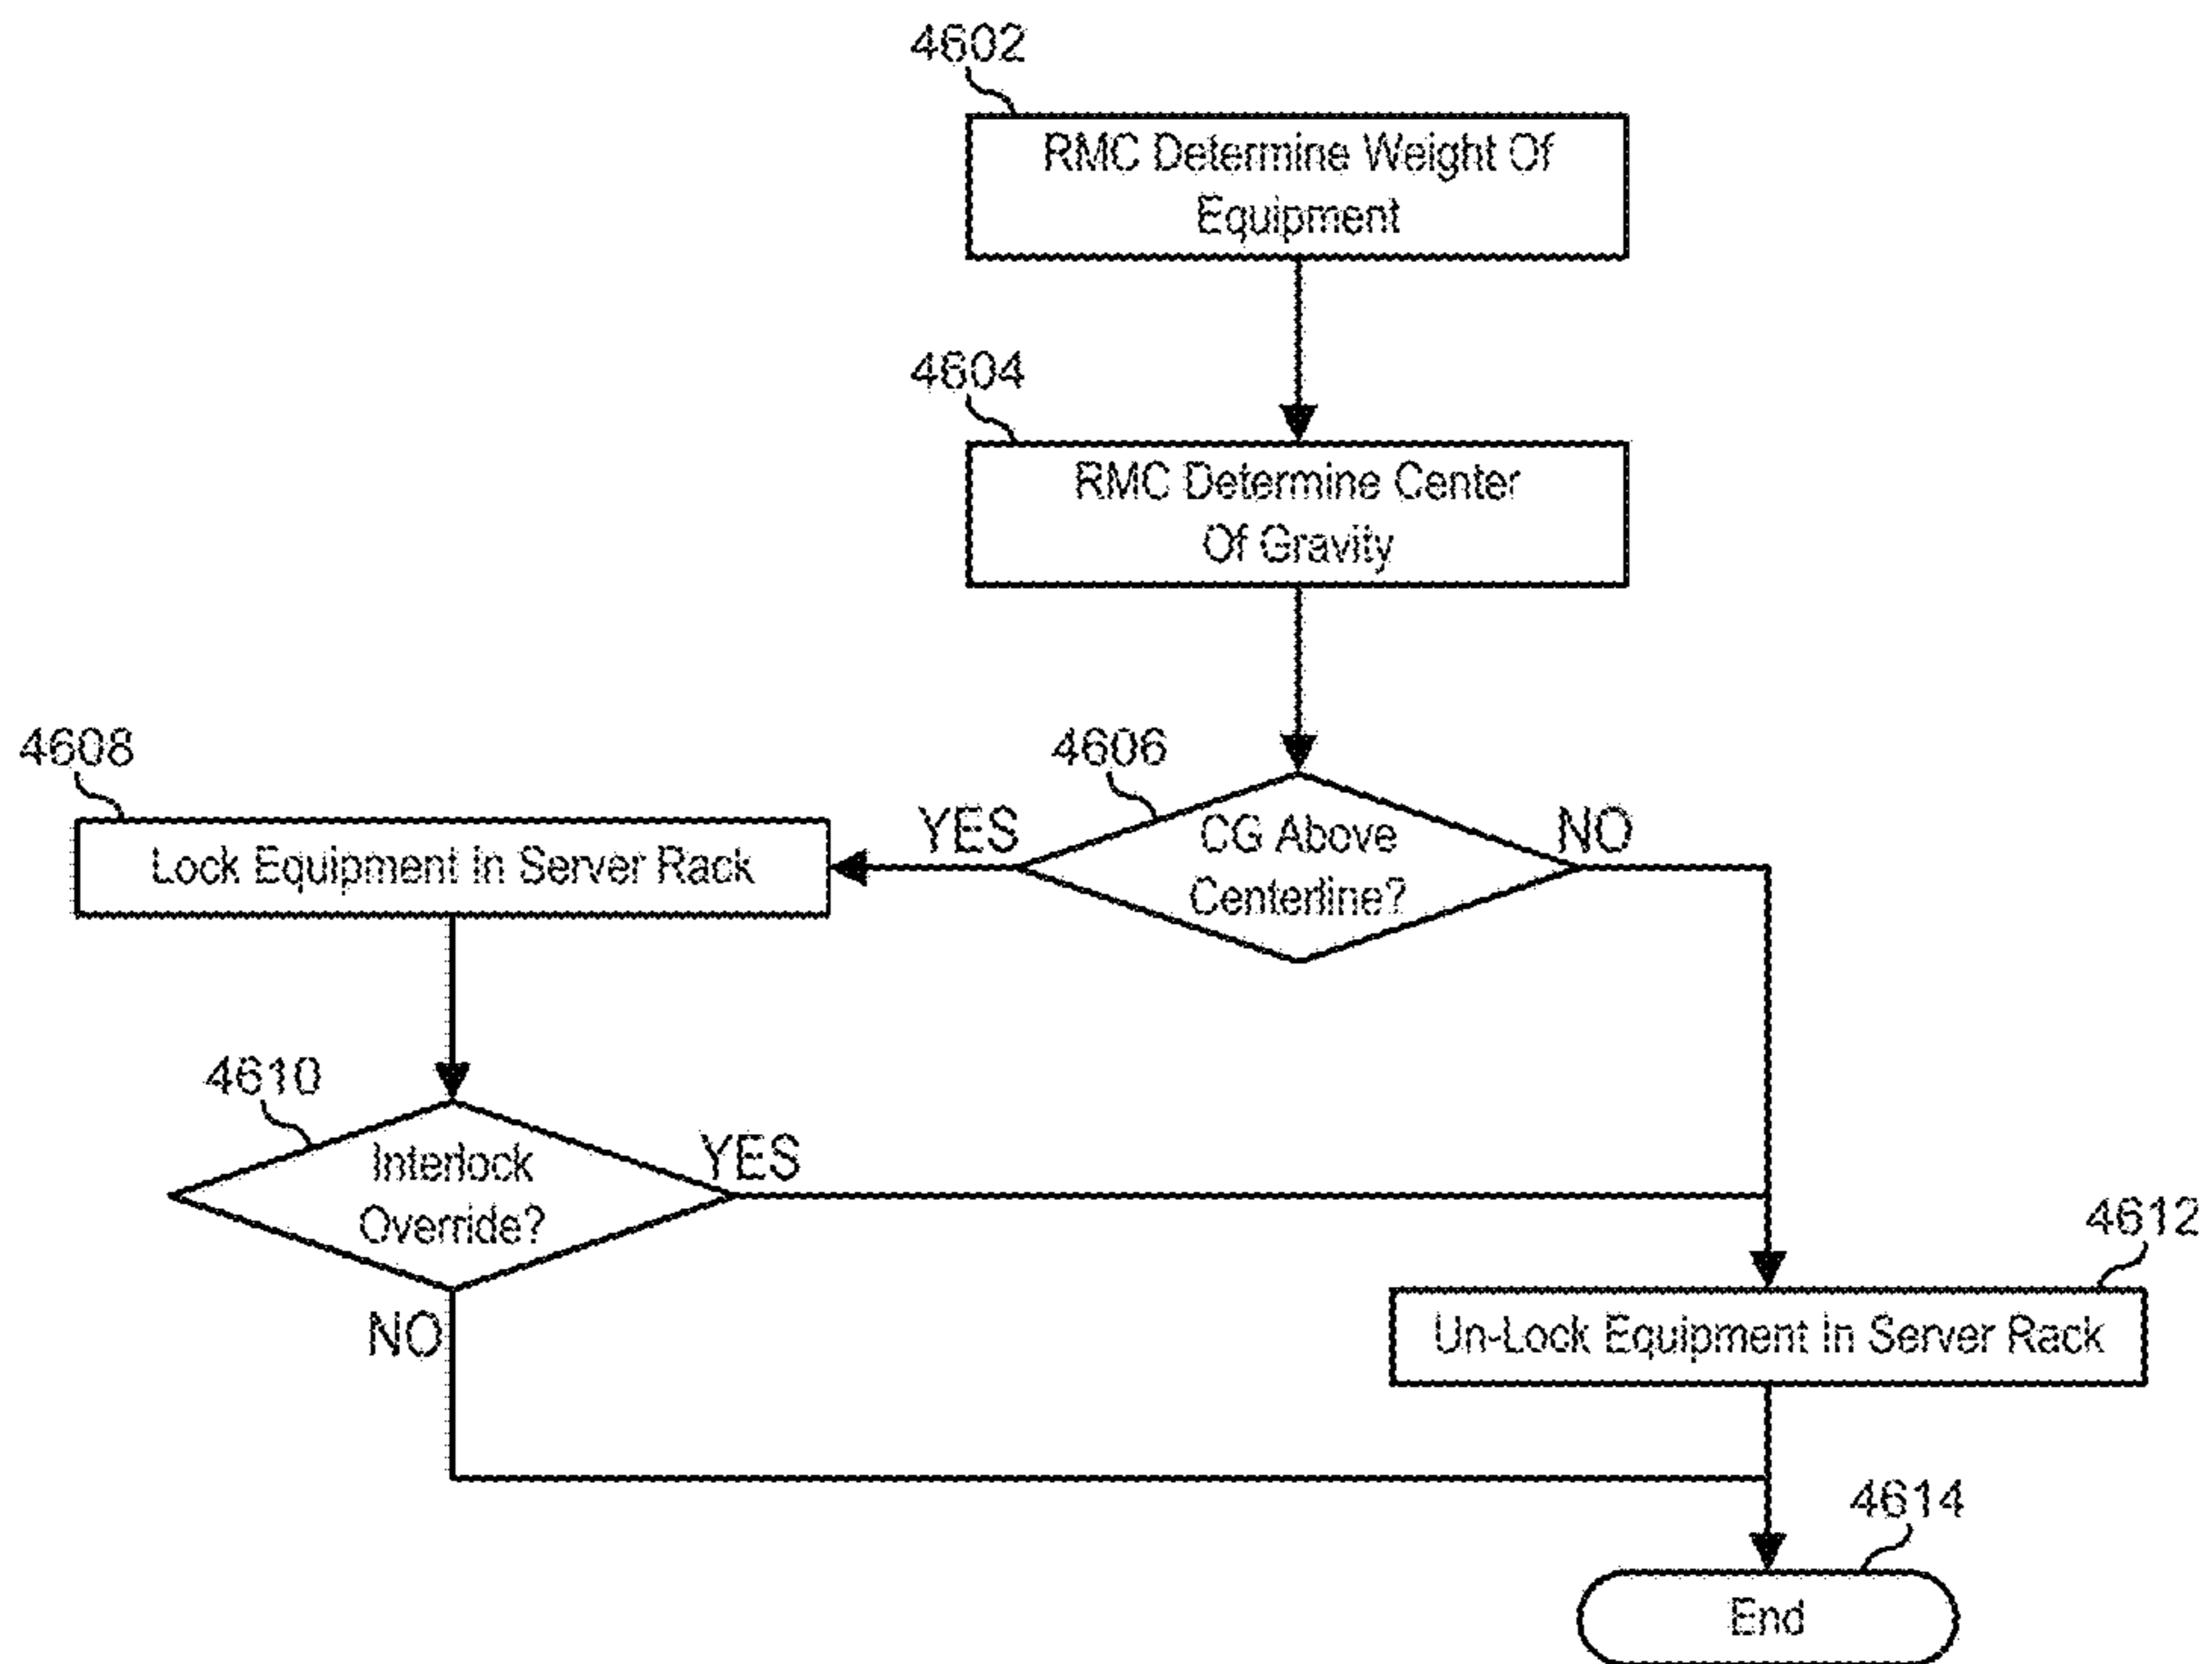 4602
RMC Determine Weight Of
Equipment
4604
RMC Determine Center
Of Gravity
4606
CG Above
Centerline?
YES
NO
4608
Lock Equipment In Server Rack
4610
Interlock
Override?
YES
NO
4612
Un-Lock Equipment In Server Rack
4614
End